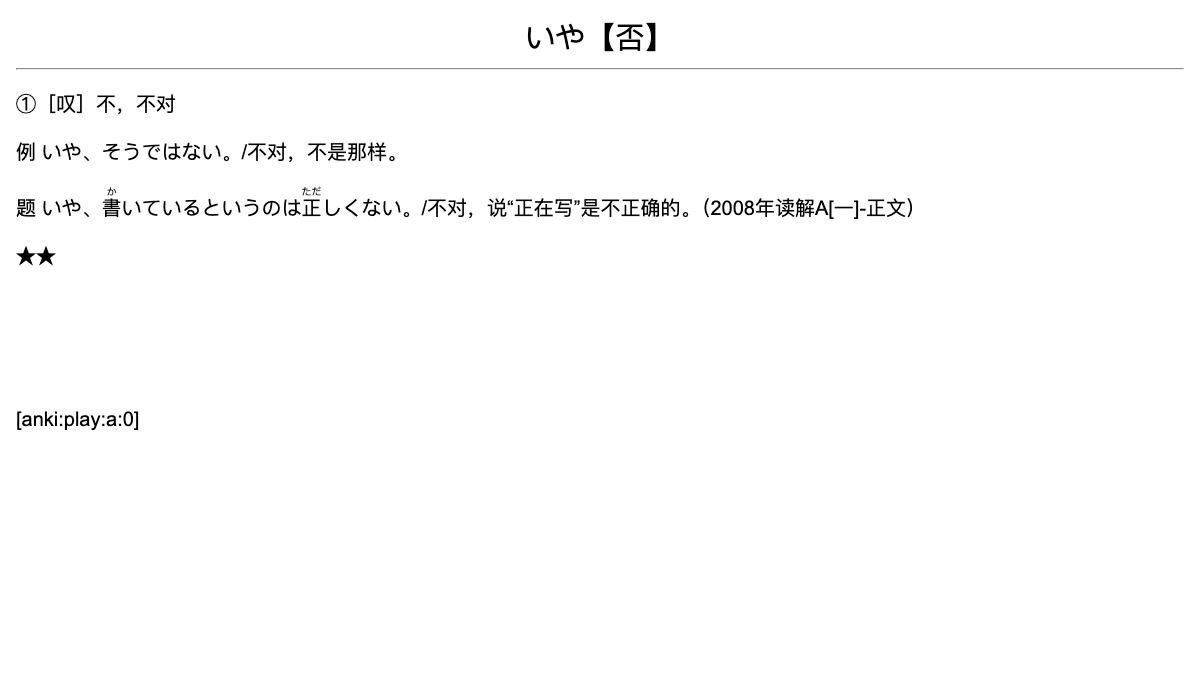 いや【否】
①［叹］不，不对
例 いや、そうではない。/不对，不是那样。
题 いや、書いているというのは正しくない。/不对，说“正在写”是不正确的。（2008年读解A[一]-正文）
か ただ
★★
[anki:play:a:0]